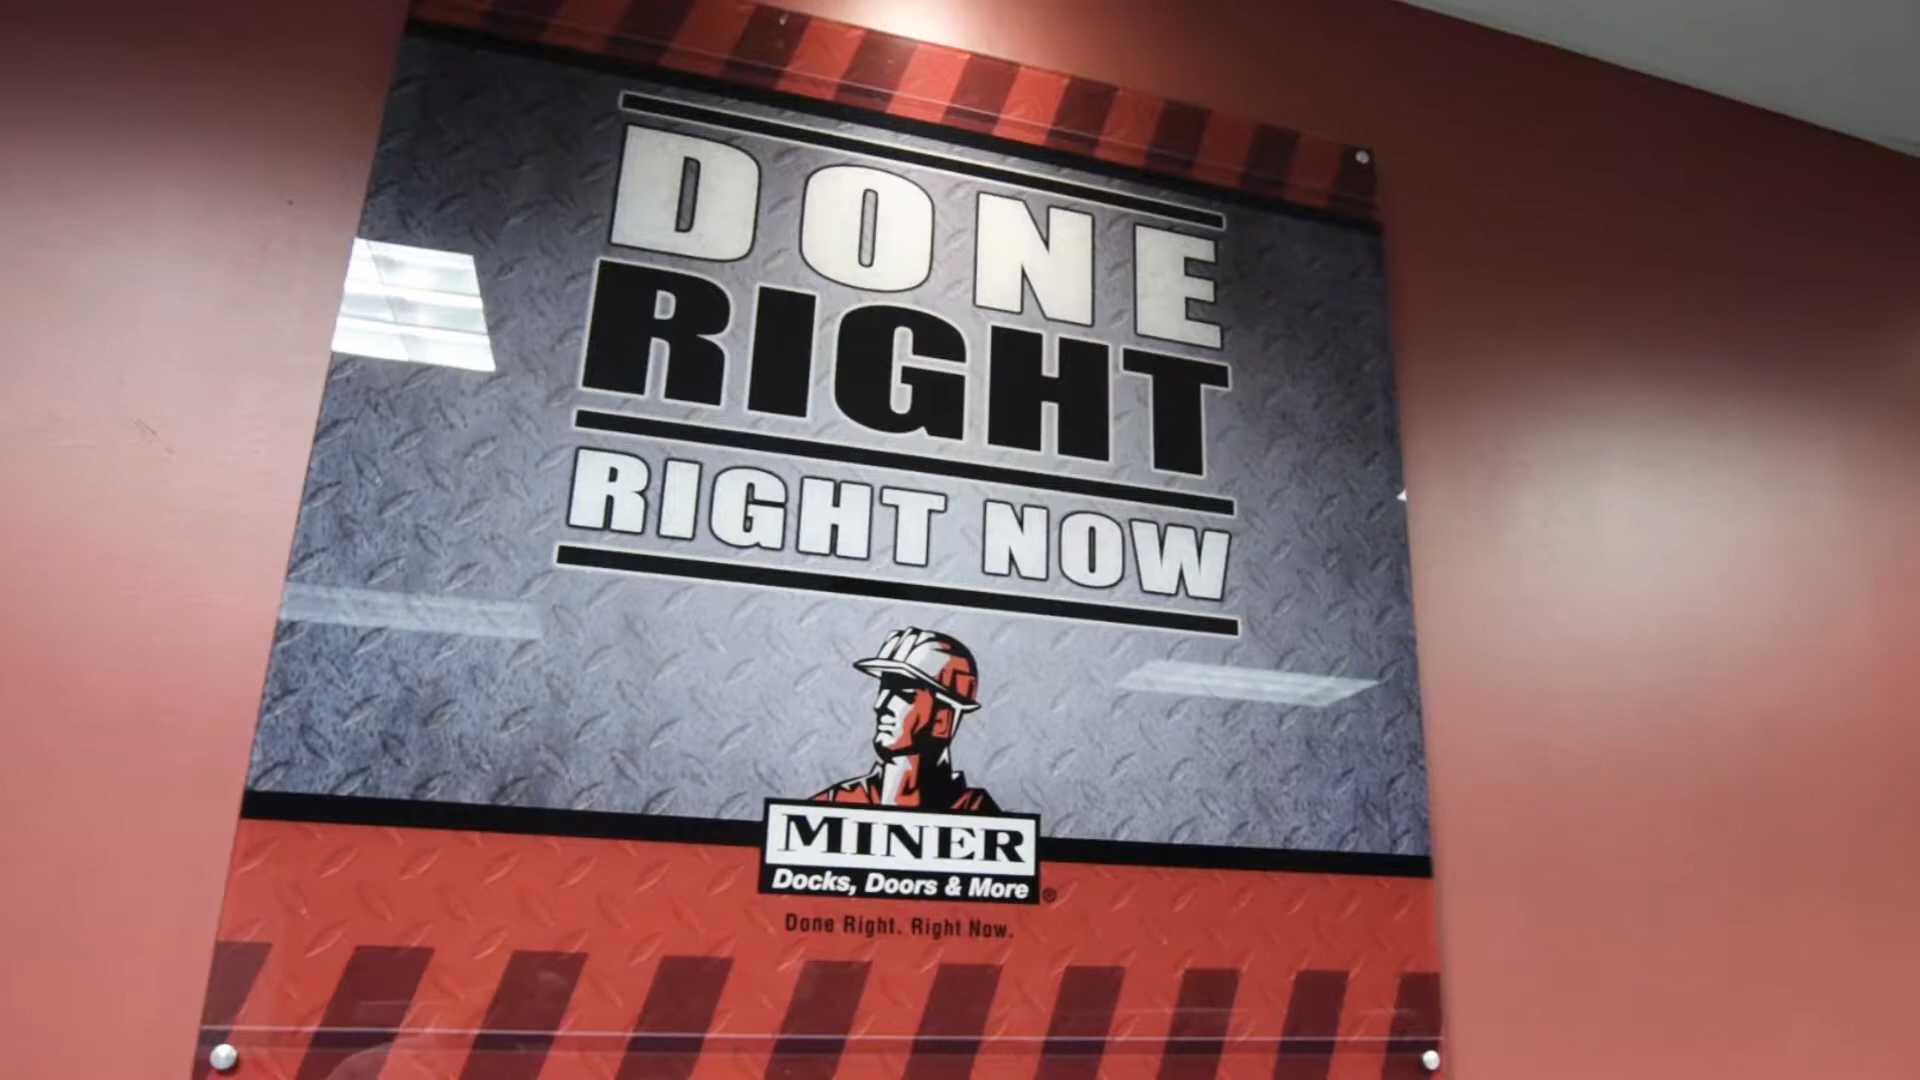 DONE
RIGHT
RIGHT NOW
MINER
Docks, Doors & More®
Done Right. Right Now.